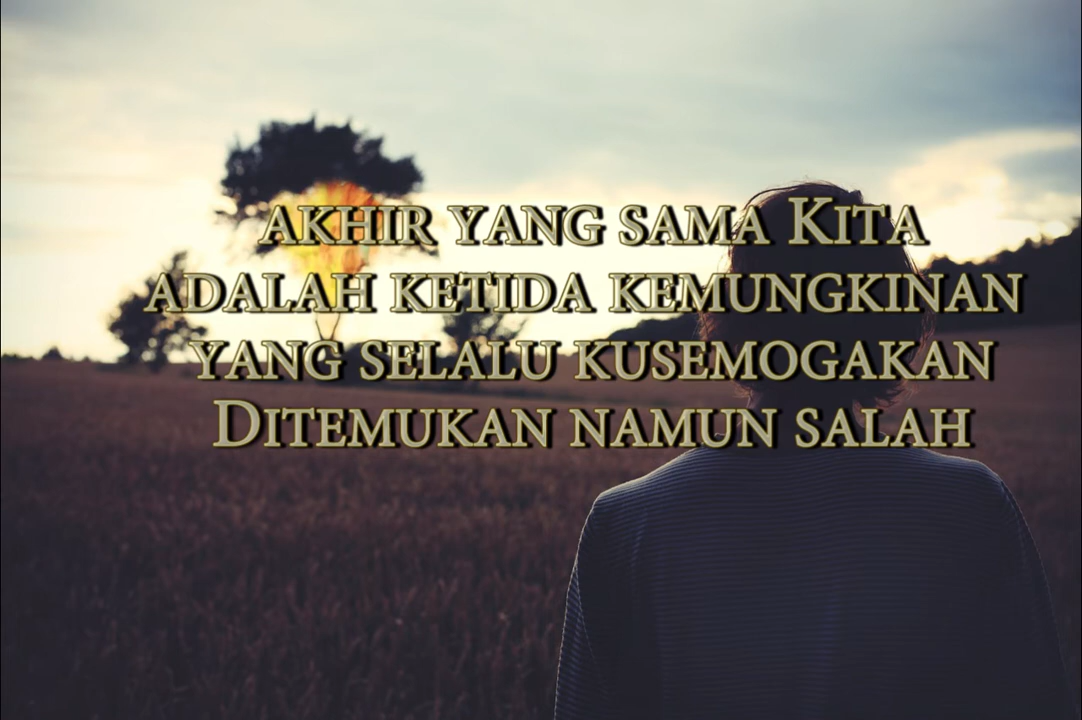 akhir yang sama Kita
adalah ketida kemungkinan
yang selalu kusemogakan
Ditemukan namun salah